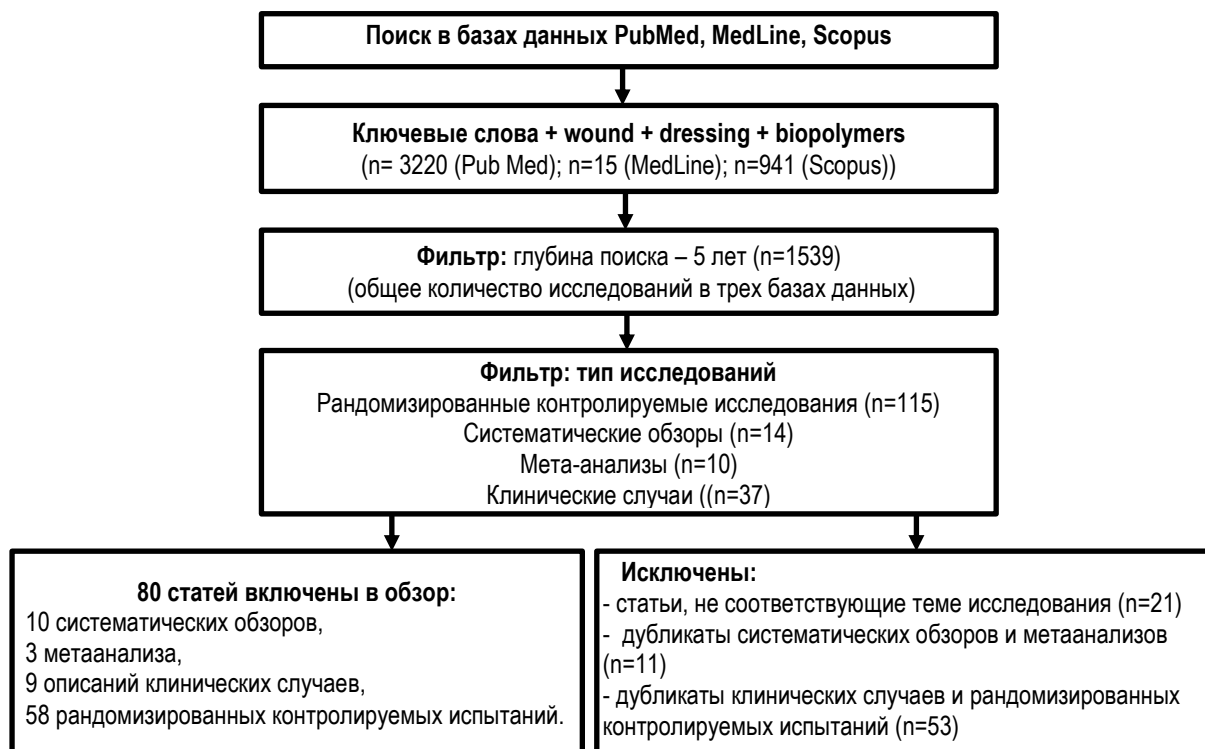 Поиск в базах данных PubMed, MedLine, Scopus
Ключевые слова + wound + dressing + biopolymers
(n= 3220 (Pub Med); n=15 (MedLine); n=941 (Scopus))
Фильтр: глубина поиска – 5 лет (n=1539)
(общее количество исследований в трех базах данных)
Фильтр: тип исследований
Рандомизированные контролируемые исследования (n=115)
Систематические обзоры (n=14)
Мета-анализы (n=10)
Клинические случаи ((n=37)
80 статей включены в обзор:
10 систематических обзоров,
3 метаанализа,
9 описаний клинических случаев,
58 рандомизированных контролируемых испытаний.
Исключены:
- статьи, не соответствующие теме исследования (n=21)
- дубликаты систематических обзоров и метаанализов
(n=11)
- дубликаты клинических случаев и рандомизированных
контролируемых испытаний (n=53)